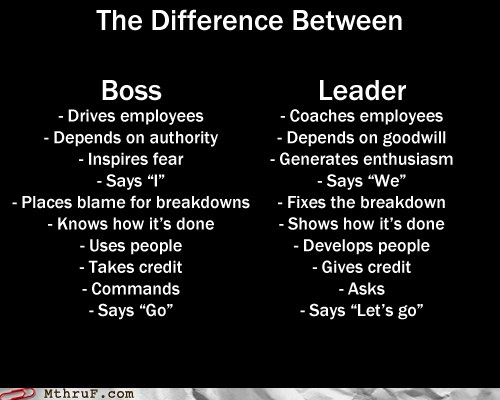 The Difference Between
Boss
- Drives employees
- Depends on authority
- Inspires fear
- Says “I”
- Places blame for breakdowns
- Knows how it’s done
- Uses people
- Takes credit
- Commands
- Says “Go”
Leader
- Coaches employees
- Depends on goodwill
- Generates enthusiasm
- Says “We”
- Fixes the breakdown
- Shows how it’s done
- Develops people
- Gives credit
- Asks
- Says “Let’s go”
MthruF.com